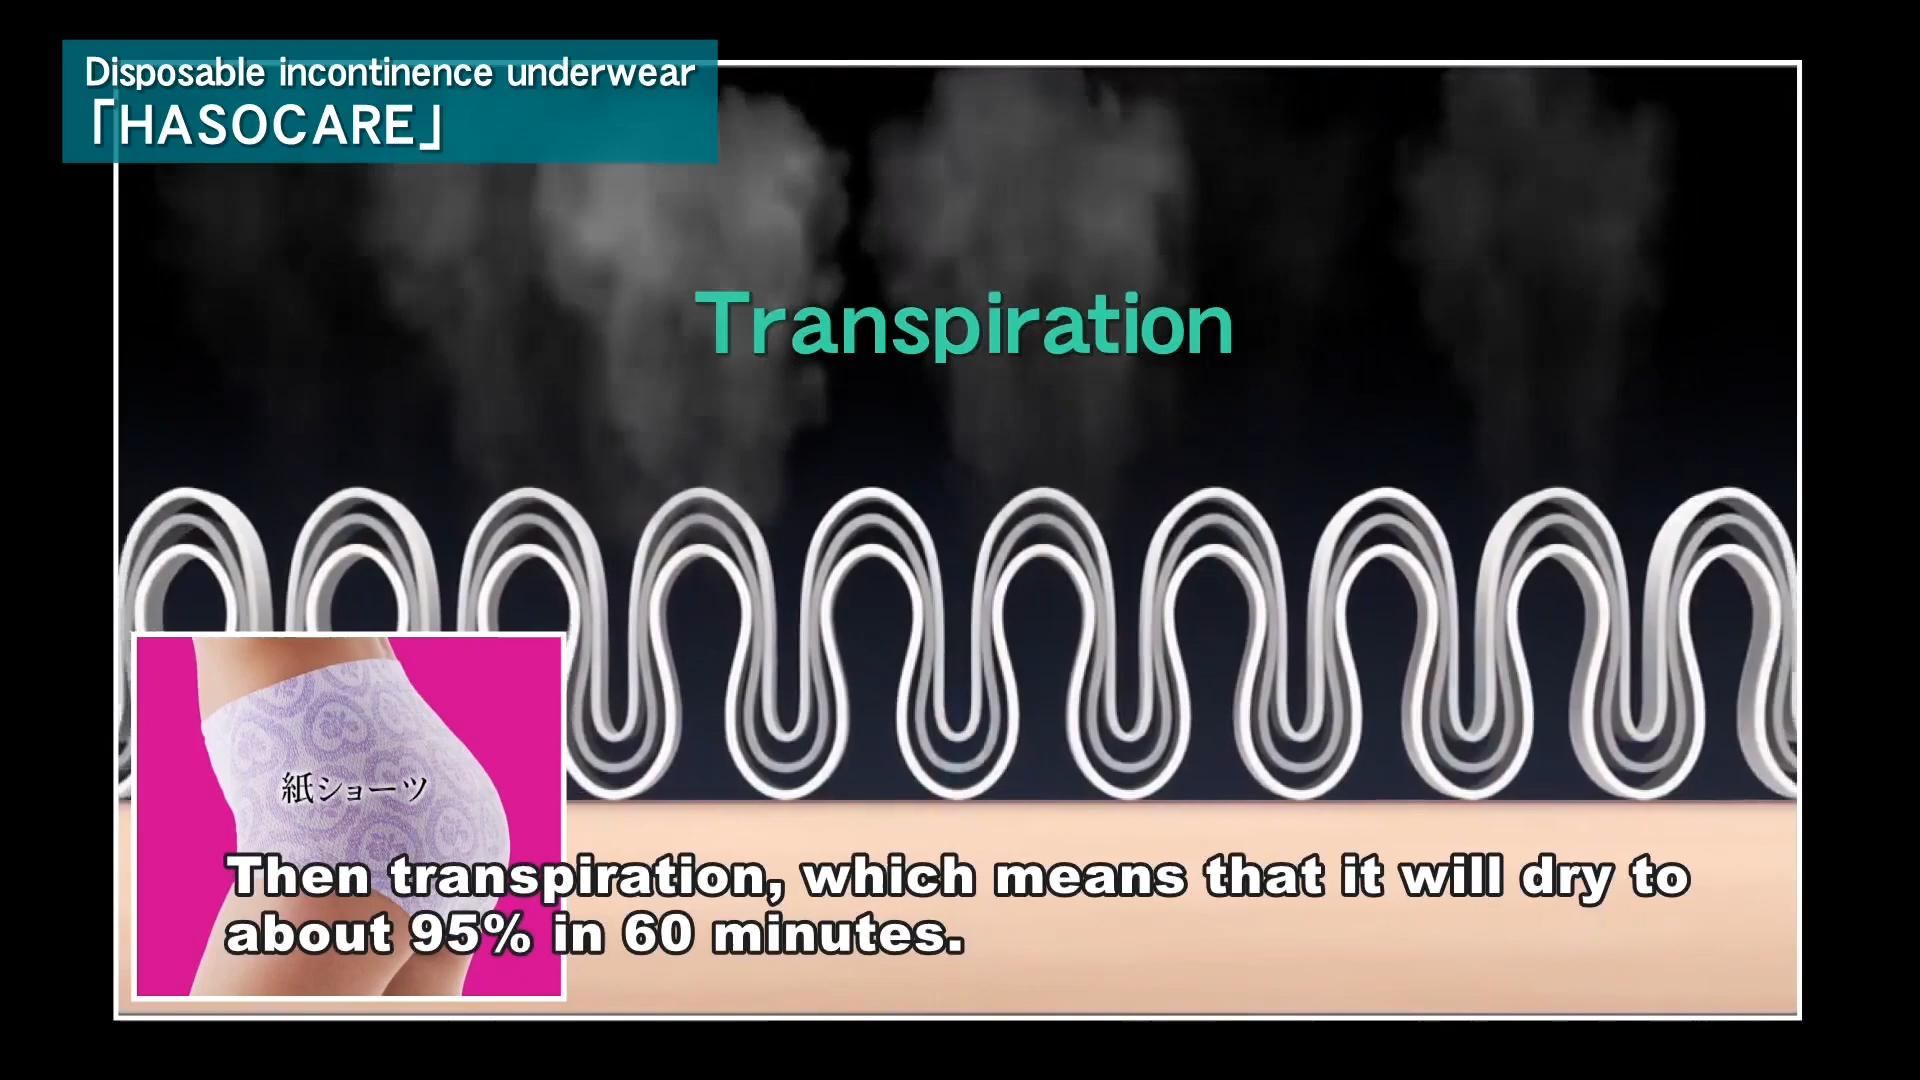 Disposable incontinence underwear
「HASOCARE」
Transpiration
紙ショーツ
Then transpiration, which means that it will dry to
about 95% in 60 minutes.